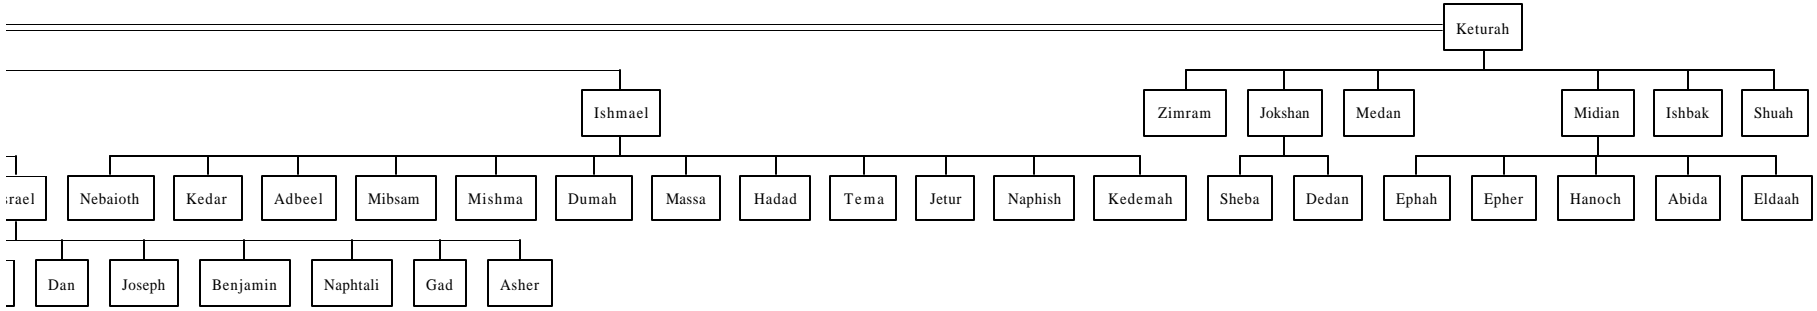 Keturah
Ishmael
Zimram
Jokshan
Medan
Midian
Ishbak
Shuah
srael
Nebaioth
Kedar
Adbeel
Mibsam
Mishma
Dumah
Massa
Hadad
Tema
Jetur
Naphish
Kedemah
Sheba
Dedan
Ephah
Epher
Hanoch
Abida
Eldaah
Dan
Joseph
Benjamin
Naphtali
Gad
Asher